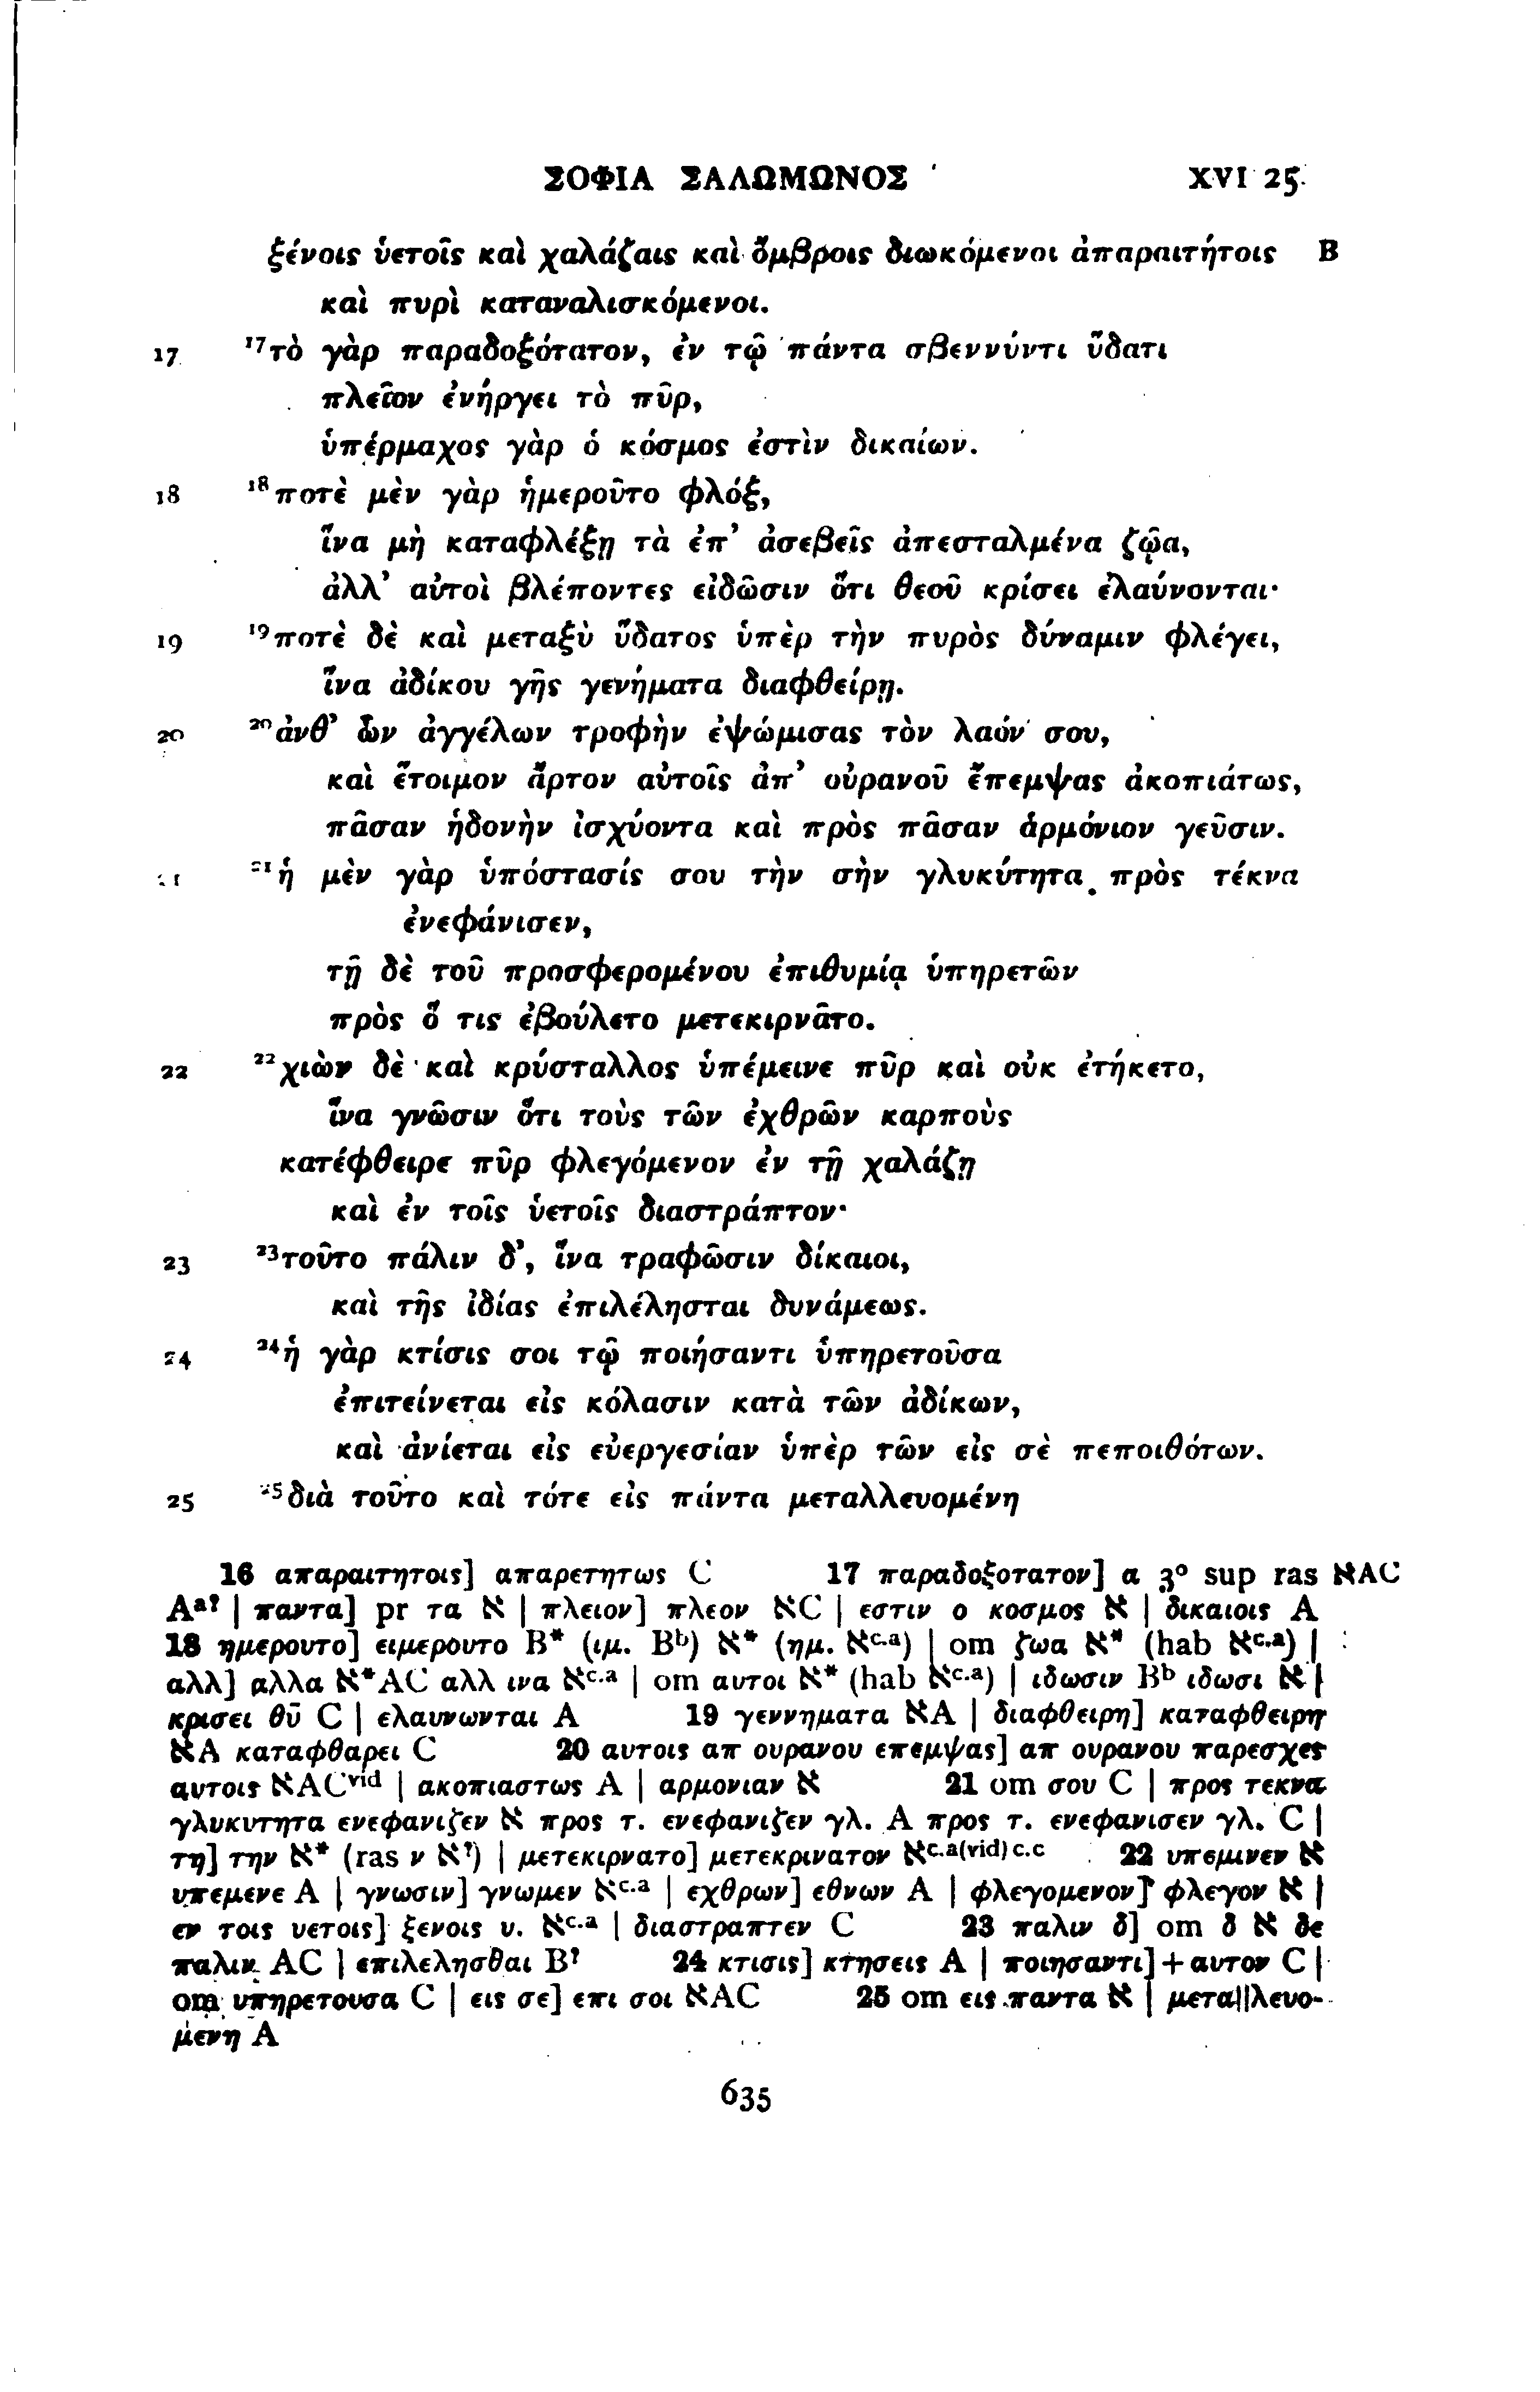 ΣΟΦΙΑ ΣΑΛΩΜΩΝΟΣ XVI 25
ξένοις ὑετοῖς καὶ χαλάζαις καὶ ὄμβροις διωκόμενοι ἀπαραιτήτοις B
καὶ πυρὶ καταναλισκόμενοι.
17 ¹⁷τὸ γὰρ παραδοξότατον, ἐν τῷ πάντα σβεννύντι ὕδατι
πλεῖον ἐνήργει τὸ πῦρ,
ὑπέρμαχος γὰρ ὁ κόσμος ἐστὶν δικαίων.
18 ¹⁸ποτὲ μὲν γὰρ ἡμεροῦτο φλόξ,
ἵνα μὴ καταφλέξῃ τὰ ἐπ’ ἀσεβεῖς ἀπεσταλμένα ζῷα,
ἀλλ’ αὐτοὶ βλέποντες εἰδῶσιν ὅτι θεοῦ κρίσει ἐλαύνονται·
19 ¹⁹ποτὲ δὲ καὶ μεταξὺ ὕδατος ὑπὲρ τὴν πυρὸς δύναμιν φλέγει,
ἵνα ἀδίκου γῆς γενήματα διαφθείρῃ.
20 ²⁰ἀνθ’ ὧν ἀγγέλων τροφὴν ἐψώμισας τὸν λαόν σου,
καὶ ἕτοιμον ἄρτον αὐτοῖς ἀπ’ οὐρανοῦ ἔπεμψας ἀκοπιάτως,
πᾶσαν ἡδονὴν ἰσχύοντα καὶ πρὸς πᾶσαν ἁρμόνιον γεῦσιν.
21 ²¹ἡ μὲν γὰρ ὑπόστασίς σου τὴν σὴν γλυκύτητα πρὸς τέκνα
ἐνεφάνισεν,
τῇ δὲ τοῦ προσφερομένου ἐπιθυμίᾳ ὑπηρετῶν
πρὸς ὅ τις ἐβούλετο μετεκιρνᾶτο.
22 ²²χιὼν δὲ καὶ κρύσταλλος ὑπέμεινε πῦρ καὶ οὐκ ἐτήκετο,
ἵνα γνῶσιν ὅτι τοὺς τῶν ἐχθρῶν καρποὺς
κατέφθειρε πῦρ φλεγόμενον ἐν τῇ χαλάζῃ
καὶ ἐν τοῖς ὑετοῖς διαστράπτον·
23 ²³τοῦτο πάλιν δ’, ἵνα τραφῶσιν δίκαιοι,
καὶ τῆς ἰδίας ἐπιλέλησται δυνάμεως.
24 ²⁴ἡ γὰρ κτίσις σοι τῷ ποιήσαντι ὑπηρετοῦσα
ἐπιτείνεται εἰς κόλασιν κατὰ τῶν ἀδίκων,
καὶ ἀνίεται εἰς εὐεργεσίαν ὑπὲρ τῶν εἰς σὲ πεποιθότων.
25 ²⁵διὰ τοῦτο καὶ τότε εἰς πάντα μεταλλευομένη
16 απαραιτητοις] απαρετητως C 17 παραδοξοτατον] α 3° sup ras ℵAC
Aᵃ? | παντα] pr τα ℵ | πλειον] πλεον ℵC | εστιν ο κοσμος ℵ | δικαιοις A
18 ημερουτο] ειμερουτο B* (ιμ. Bᵇ) ℵ* (ημ. ℵᶜ·ᵃ) | om ζωα ℵ* (hab ℵᶜ·ᵃ) |
αλλ] αλλα ℵ*AC αλλ ινα ℵᶜ·ᵃ | om αυτοι ℵ* (hab ℵᶜ·ᵃ) | ιδωσιν Bᵇ ιδωσι ℵ |
κρισει θῡ C | ελαυνωνται A 19 γεννηματα ℵA | διαφθειρη] καταφθειρη
ℵA καταφθαρει C 20 αυτοις απ ουρανου επεμψας] απ ουρανου παρεσχες
αυτοις ℵACᵛⁱᵈ | ακοπιαστως A | αρμονιαν ℵ 21 om σου C | προς τεκνα
γλυκυτητα ενεφανιζεν ℵ προς τ. ενεφανιζεν γλ. A προς τ. ενεφανισεν γλ. C |
τη] την ℵ* (ras ν ℵ?) | μετεκιρνατο] μετεκρινατον ℵᶜ·ᵃ⁽ᵛⁱᵈ⁾ ᶜ·ᶜ 22 υπεμινεν ℵ
υπεμενε A | γνωσιν] γνωμεν ℵᶜ·ᵃ | εχθρων] εθνων A | φλεγομενον] φλεγον ℵ |
εν τοις υετοις] ξενοις υ. ℵᶜ·ᵃ | διαστραπτεν C 23 παλιν δ] om δ ℵ δε
παλιν AC | επιλελησθαι B? 24 κτισις] κτησεις A | ποιησαντι] + αυτον C |
om υπηρετουσα C | εις σε] επι σοι ℵAC 25 om εις παντα ℵ | μετα||λευο-
μενη A
635